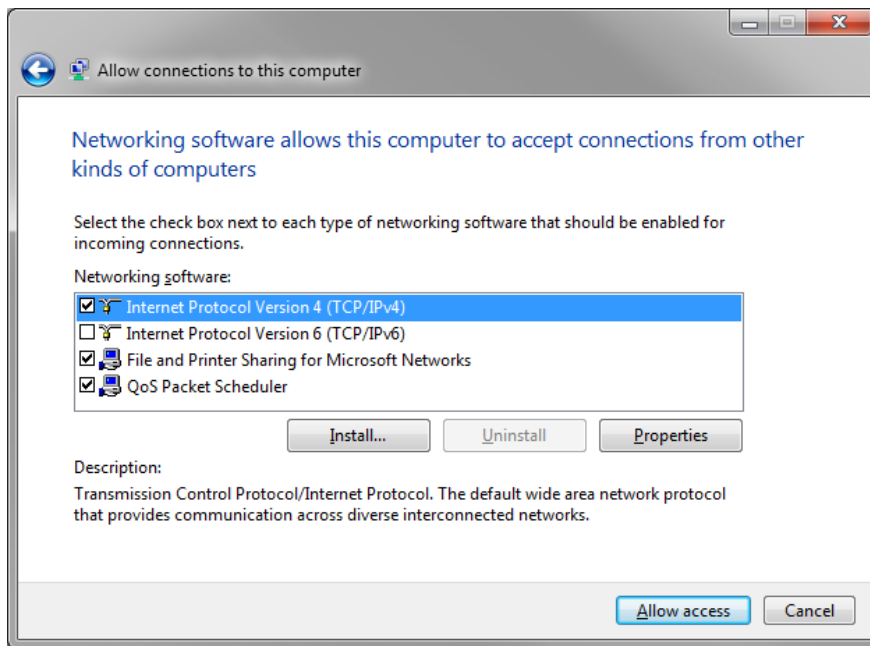 Allow connections to this computer
Networking software allows this computer to accept connections from other
kinds of computers
Select the check box next to each type of networking software that should be enabled for
incoming connections.
Networking software:
Internet Protocol Version 4 (TCP/IPv4)
Internet Protocol Version 6 (TCP/IPv6)
File and Printer Sharing for Microsoft Networks
QoS Packet Scheduler
Install... Uninstall Properties
Description:
Transmission Control Protocol/Internet Protocol. The default wide area network protocol
that provides communication across diverse interconnected networks.
Allow access Cancel